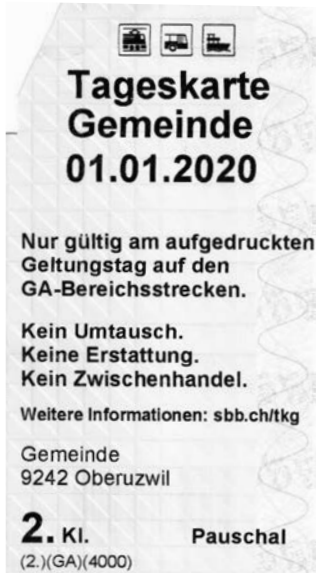 Tageskarte
Gemeinde
01.01.2020
Nur gültig am aufgedruckten
Geltungstag auf den
GA-Bereichsstrecken.
Kein Umtausch.
Keine Erstattung.
Kein Zwischenhandel.
Weitere Informationen: sbb.ch/tkg
Gemeinde
9242 Oberuzwil
2. Kl. Pauschal
(2.)(GA)(4000)